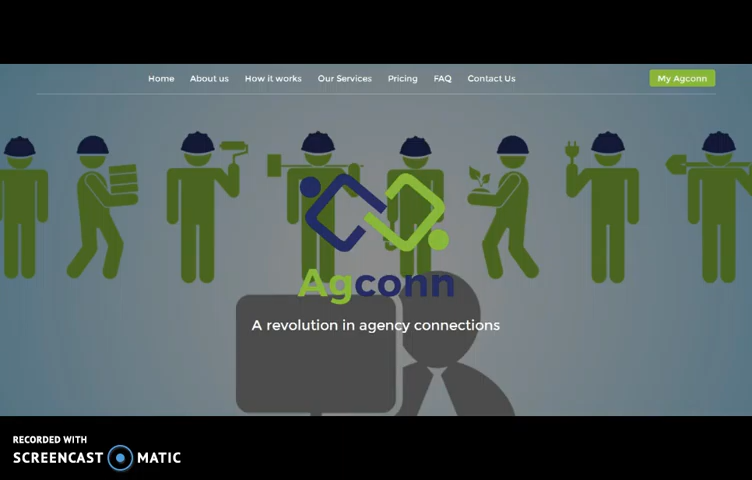 Home About us How it works Our Services Pricing FAQ Contact Us My Agconn
Agconn
A revolution in agency connections
RECORDED WITH
SCREENCAST MATIC